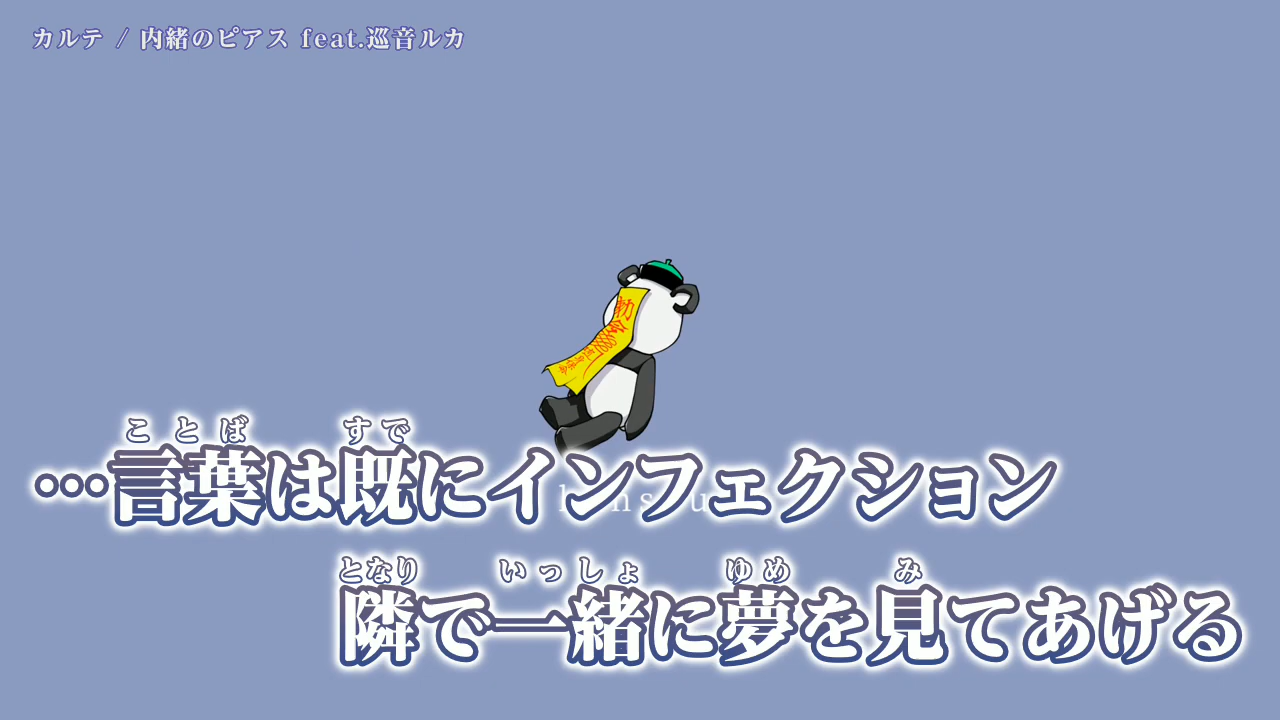 カルテ / 内緒のピアス feat.巡音ルカ
ことば すで
…言葉は既にインフェクション
となり いっしょ ゆめ み
隣で一緒に夢を見てあげる